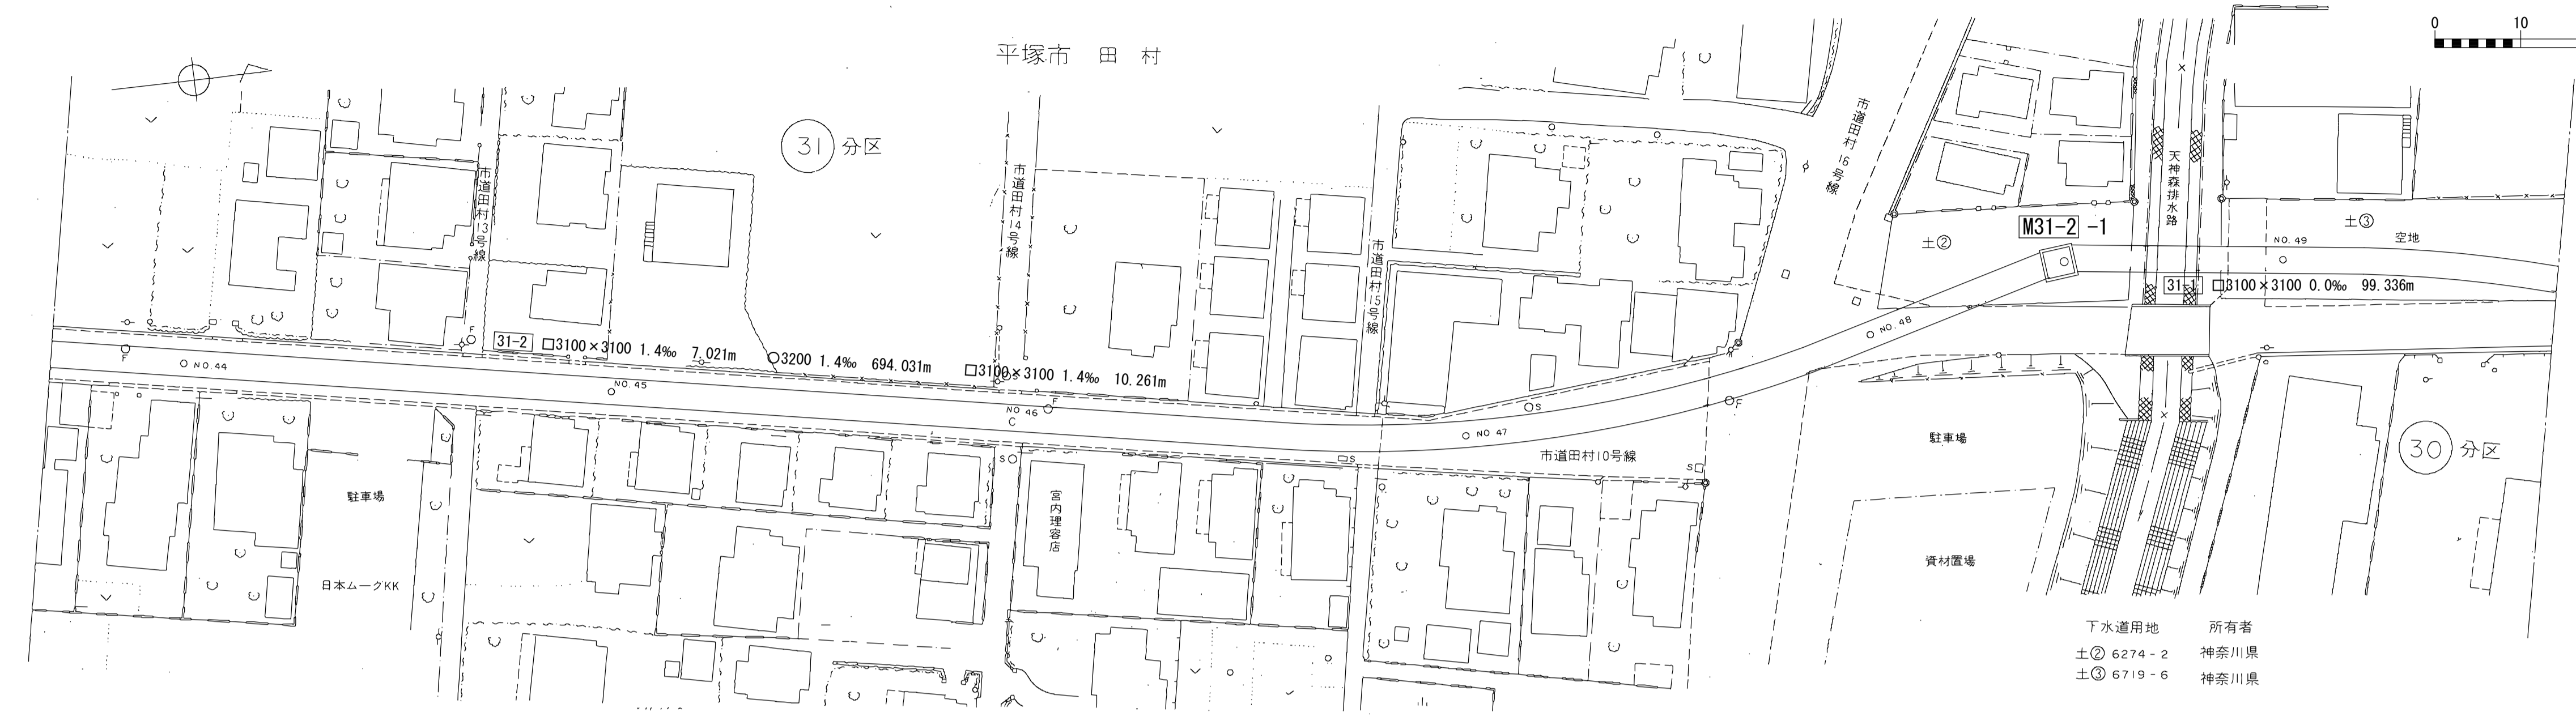 平塚市 田 村
0 10
31 分区
市道田村13号線
市道田村14号線
市道田村15号線
市道田村16号線
天神森排水路
M31-2 -1
土②
土③
空地
NO.49
31-1 □3100×3100 0.0‰ 99.336m
NO.48
31-2 □3100×3100 1.4‰ 7.021m ○3200 1.4‰ 694.031m □3100×3100 1.4‰ 10.261m
F
F
S
F
S
F
NO.44
NO.45
NO 46
C
NO 47
S
S
S
市道田村10号線
駐車場
30 分区
駐車場
宮内理容店
日本ムークKK
資材置場
下水道用地 所有者
土② 6274-2 神奈川県
土③ 6719-6 神奈川県